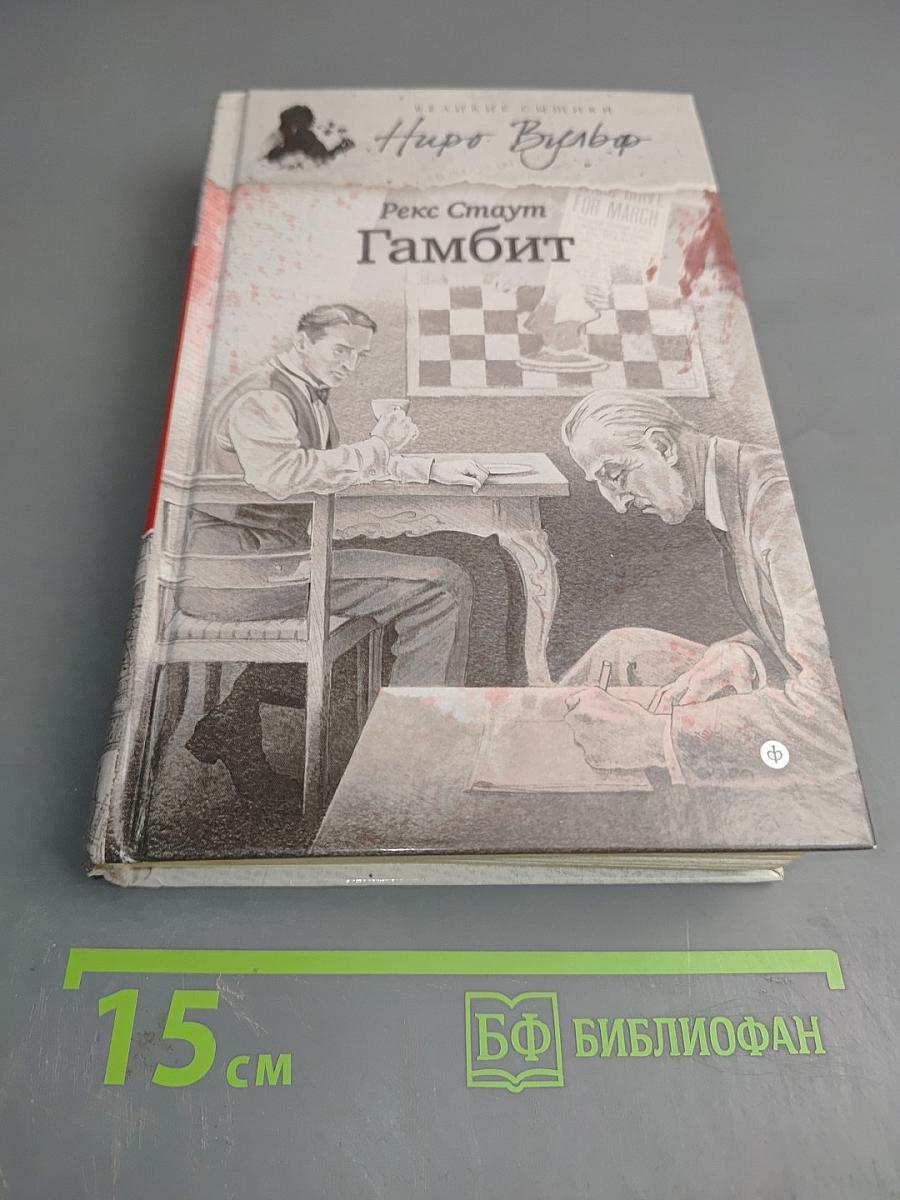 ВЕЛИКИЕ СЫЩИКИ
Ниро Вульф
Рекс Стаут
Гамбит
FOR MARCH
ф
15 см
БФ БИБЛИОФАН